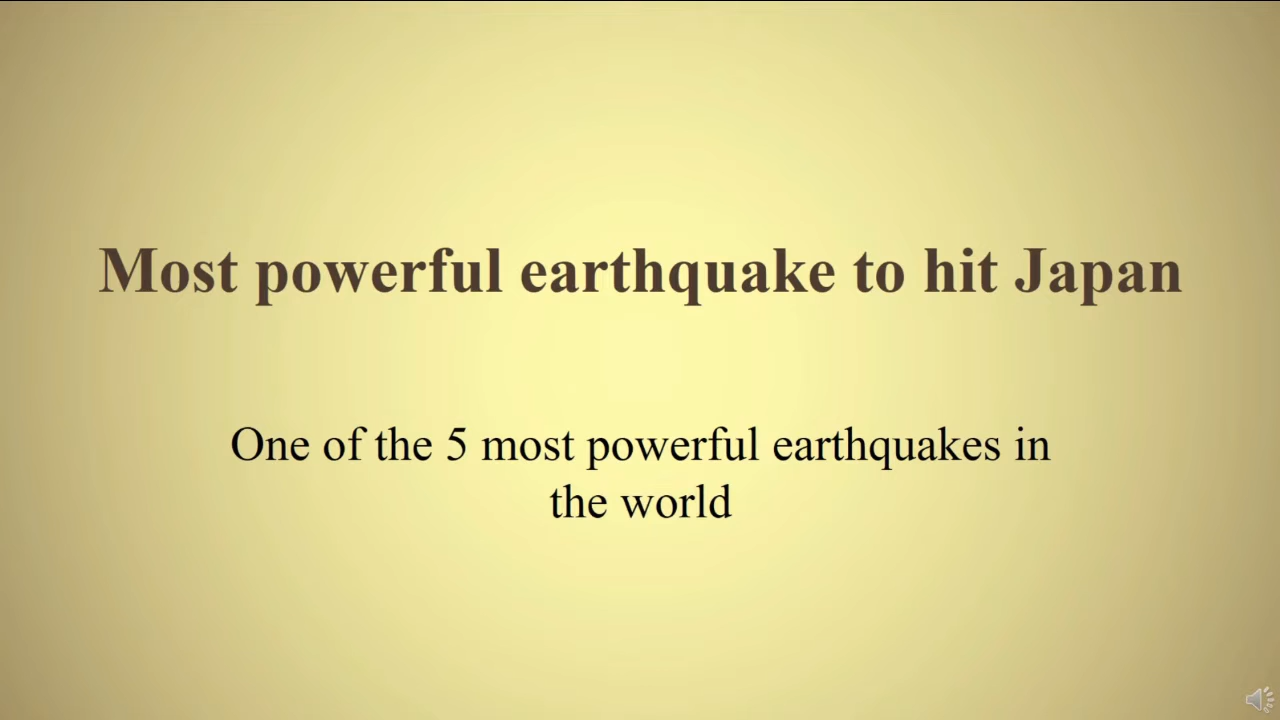 Most powerful earthquake to hit Japan
One of the 5 most powerful earthquakes in
the world